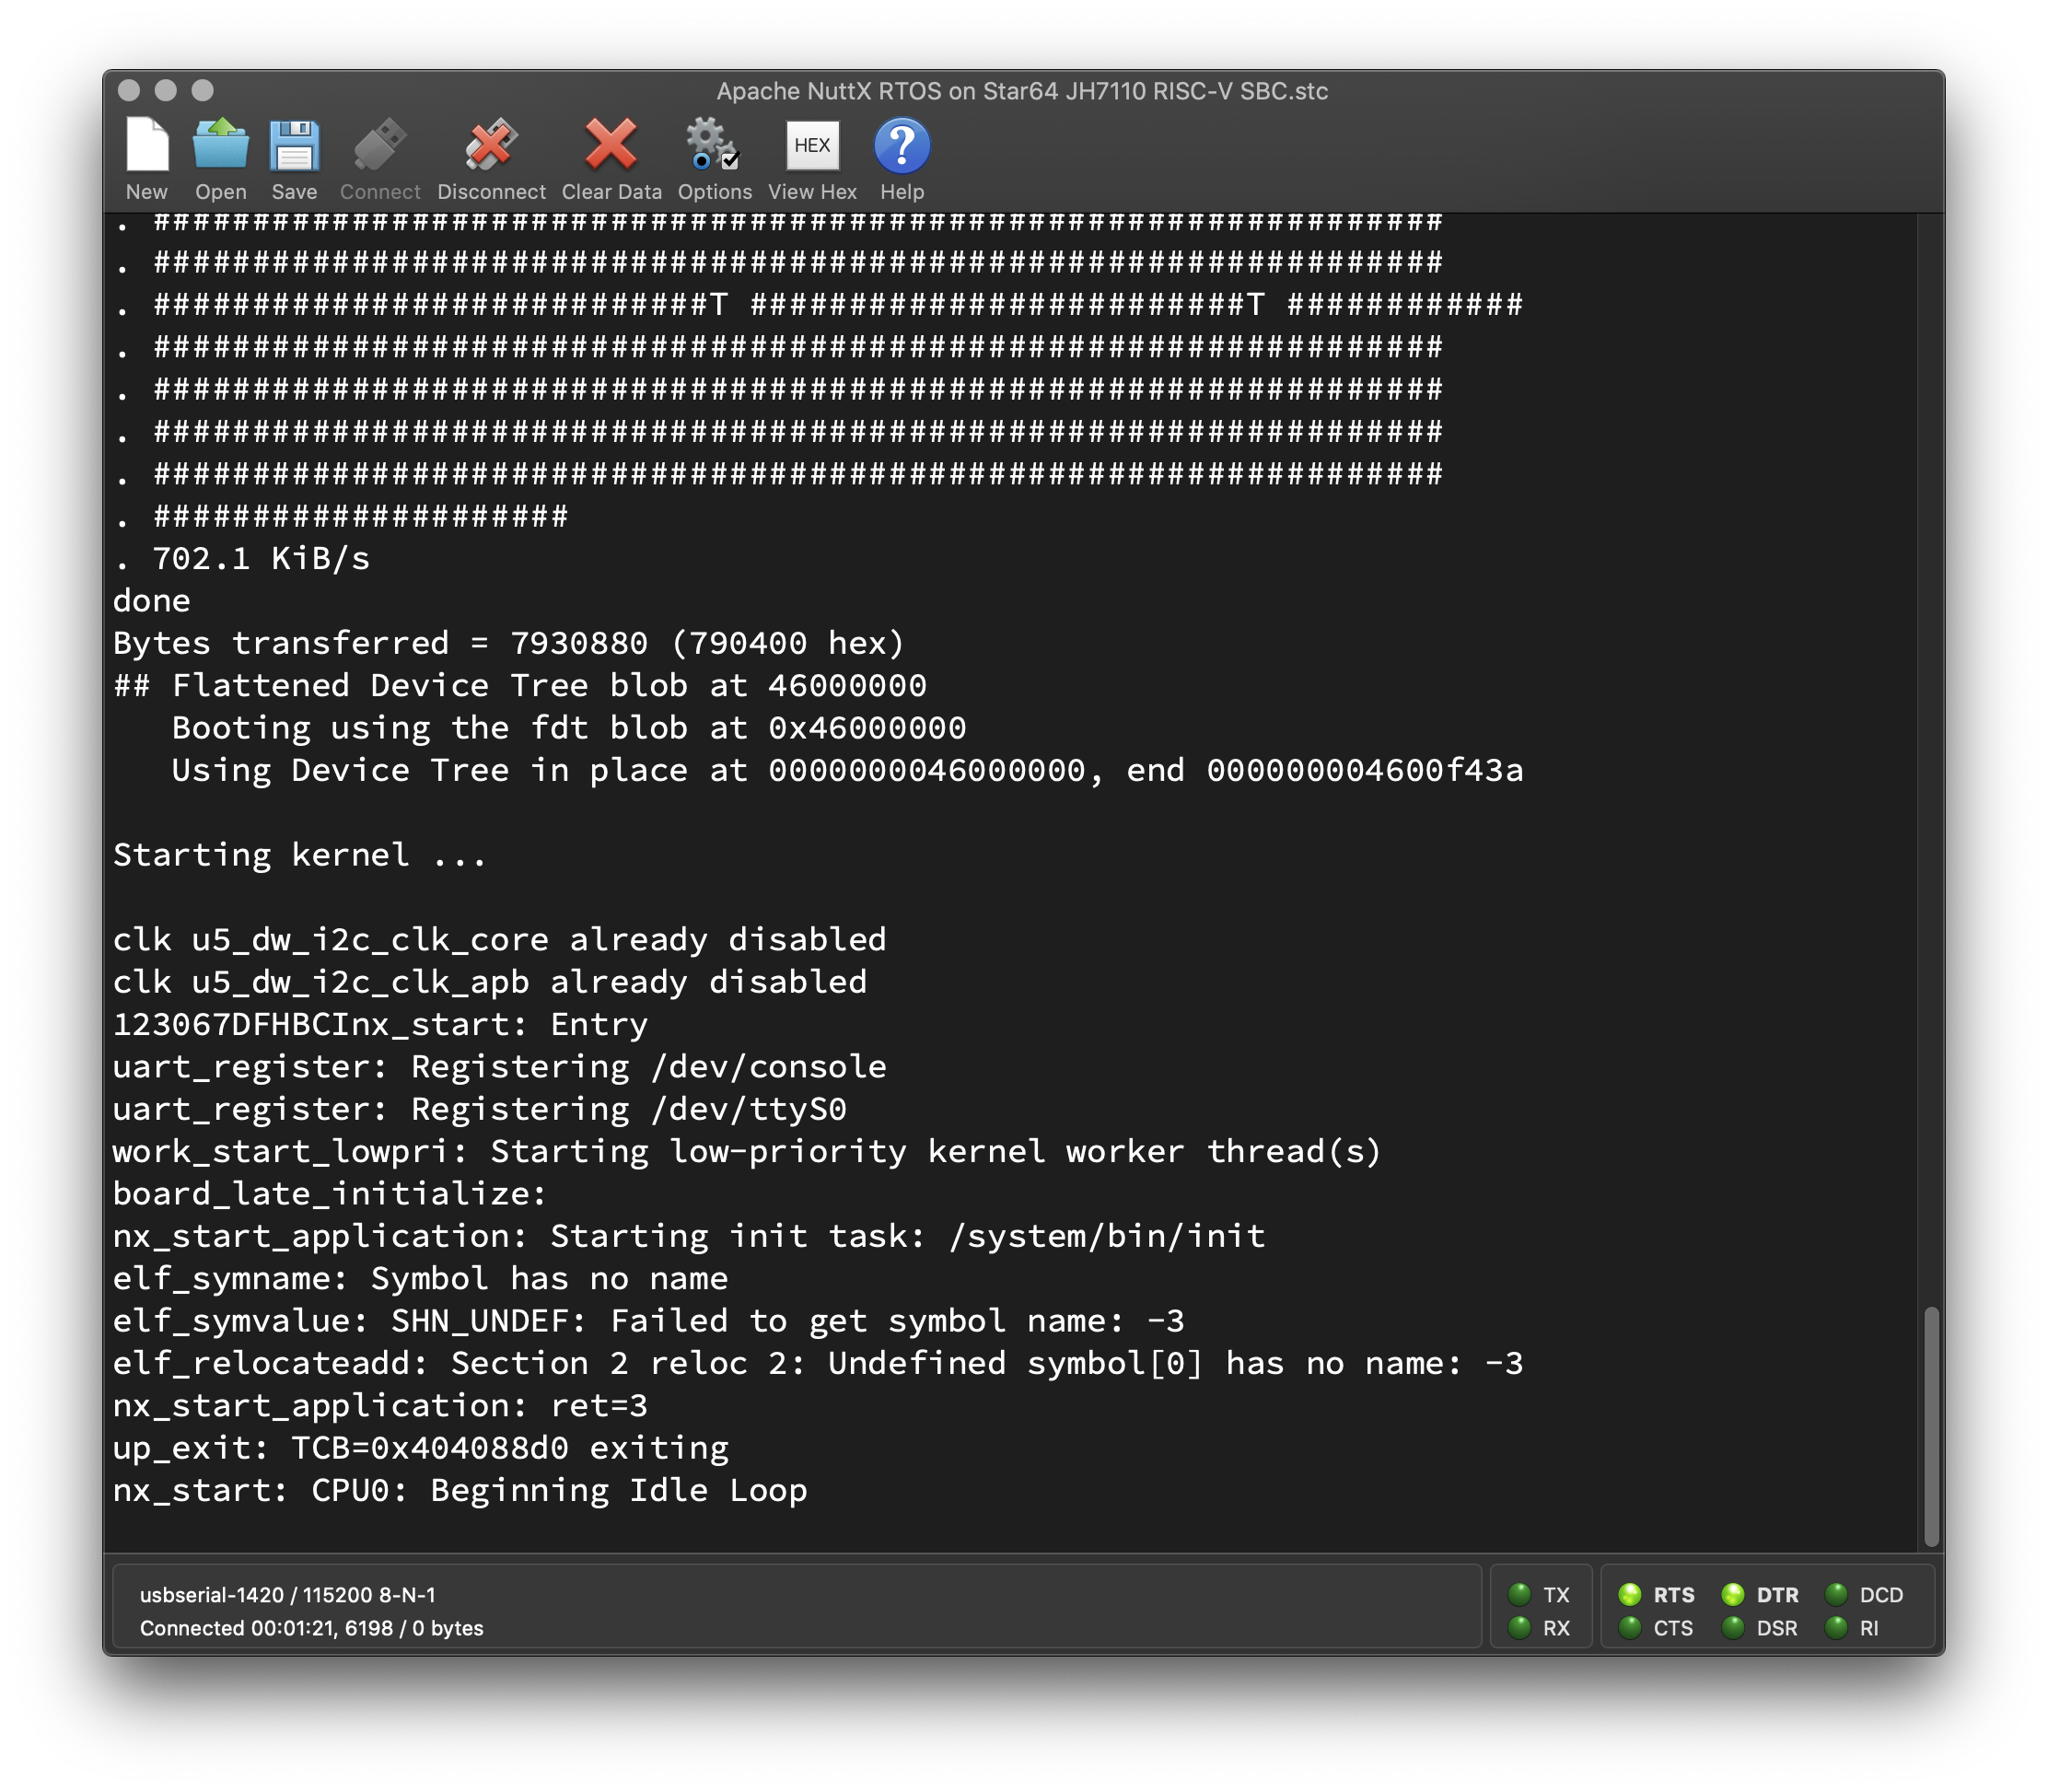 Apache NuttX RTOS on Star64 JH7110 RISC-V SBC.stc
New Open Save Connect Disconnect Clear Data Options HEX View Hex ? Help
. #################################################################
. #################################################################
. ############################T #########################T ############
. #################################################################
. #################################################################
. #################################################################
. #################################################################
. #####################
. 702.1 KiB/s
done
Bytes transferred = 7930880 (790400 hex)
## Flattened Device Tree blob at 46000000
   Booting using the fdt blob at 0x46000000
   Using Device Tree in place at 0000000046000000, end 000000004600f43a
Starting kernel ...
clk u5_dw_i2c_clk_core already disabled
clk u5_dw_i2c_clk_apb already disabled
123067DFHBCInx_start: Entry
uart_register: Registering /dev/console
uart_register: Registering /dev/ttyS0
work_start_lowpri: Starting low-priority kernel worker thread(s)
board_late_initialize:
nx_start_application: Starting init task: /system/bin/init
elf_symname: Symbol has no name
elf_symvalue: SHN_UNDEF: Failed to get symbol name: -3
elf_relocateadd: Section 2 reloc 2: Undefined symbol[0] has no name: -3
nx_start_application: ret=3
up_exit: TCB=0x404088d0 exiting
nx_start: CPU0: Beginning Idle Loop
usbserial-1420 / 115200 8-N-1
Connected 00:01:21, 6198 / 0 bytes
TX RTS DTR DCD
RX CTS DSR RI